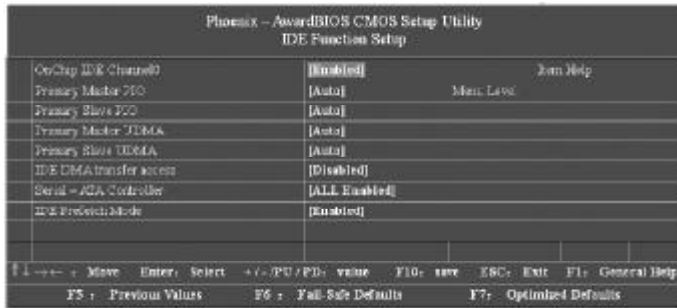 Phoenix – AwardBIOS CMOS Setup Utility
IDE Function Setup
OnChip IDE Channel0 [Enabled] Item Help
Primary Master PIO [Auto] Menu Level
Primary Slave PIO [Auto]
Primary Master UDMA [Auto]
Primary Slave UDMA [Auto]
IDE DMA transfer access [Disabled]
Serial – ATA Controller [ALL Enabled]
IDE Prefetch Mode [Enabled]
↑↓→← : Move Enter: Select +/-/PU/PD: value F10: save ESC: Exit F1: General Help
F5 : Previous Values F6 : Fail-Safe Defaults F7: Optimized Defaults